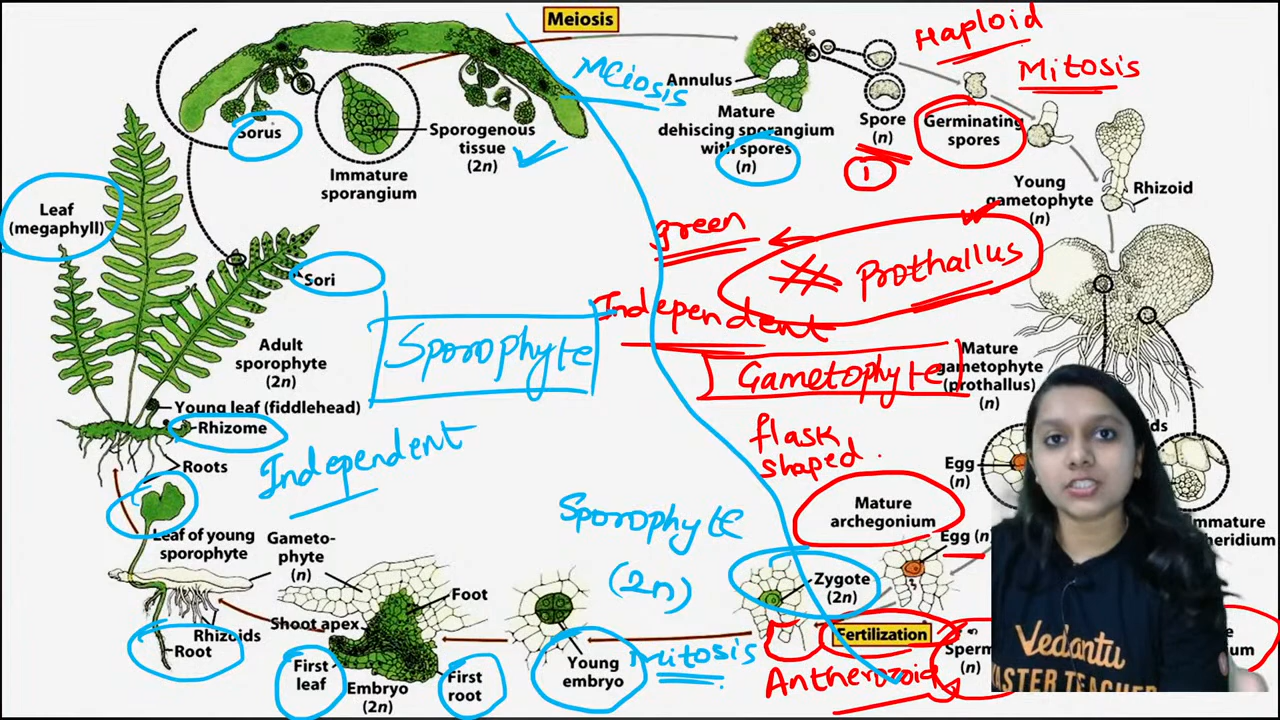 Meiosis
Haploid
Mitosis
Meiosis
Annulus
Mature
dehiscing sporangium
with spores
(n)
Spore
(n)
1
Germinating
spores
Sorus
Sporogenous
tissue
(2n)
Immature
sporangium
Young
gametophyte
(n)
Rhizoid
Leaf
(megaphyll)
green
# Prothallus
Sori
Independent
Sporophyte
Gametophyte
Adult
sporophyte
(2n)
Mature
gametophyte
(prothallus)
(n)
Young leaf (fiddlehead)
Rhizome
Roots
Independent
flask
shaped.
Egg
(n)
Mature
archegonium
Egg (n)
Sporophyte
(2n)
Leaf of young
sporophyte
Gameto-
phyte
(n)
Foot
Zygote
(2n)
Shoot apex
Rhizoids
Root
First
leaf
Embryo
(2n)
First
root
Young
embryo
Mitosis
Fertilization
Antherozoid
Sperm
(n)
Vedantu
MASTER TEACHER